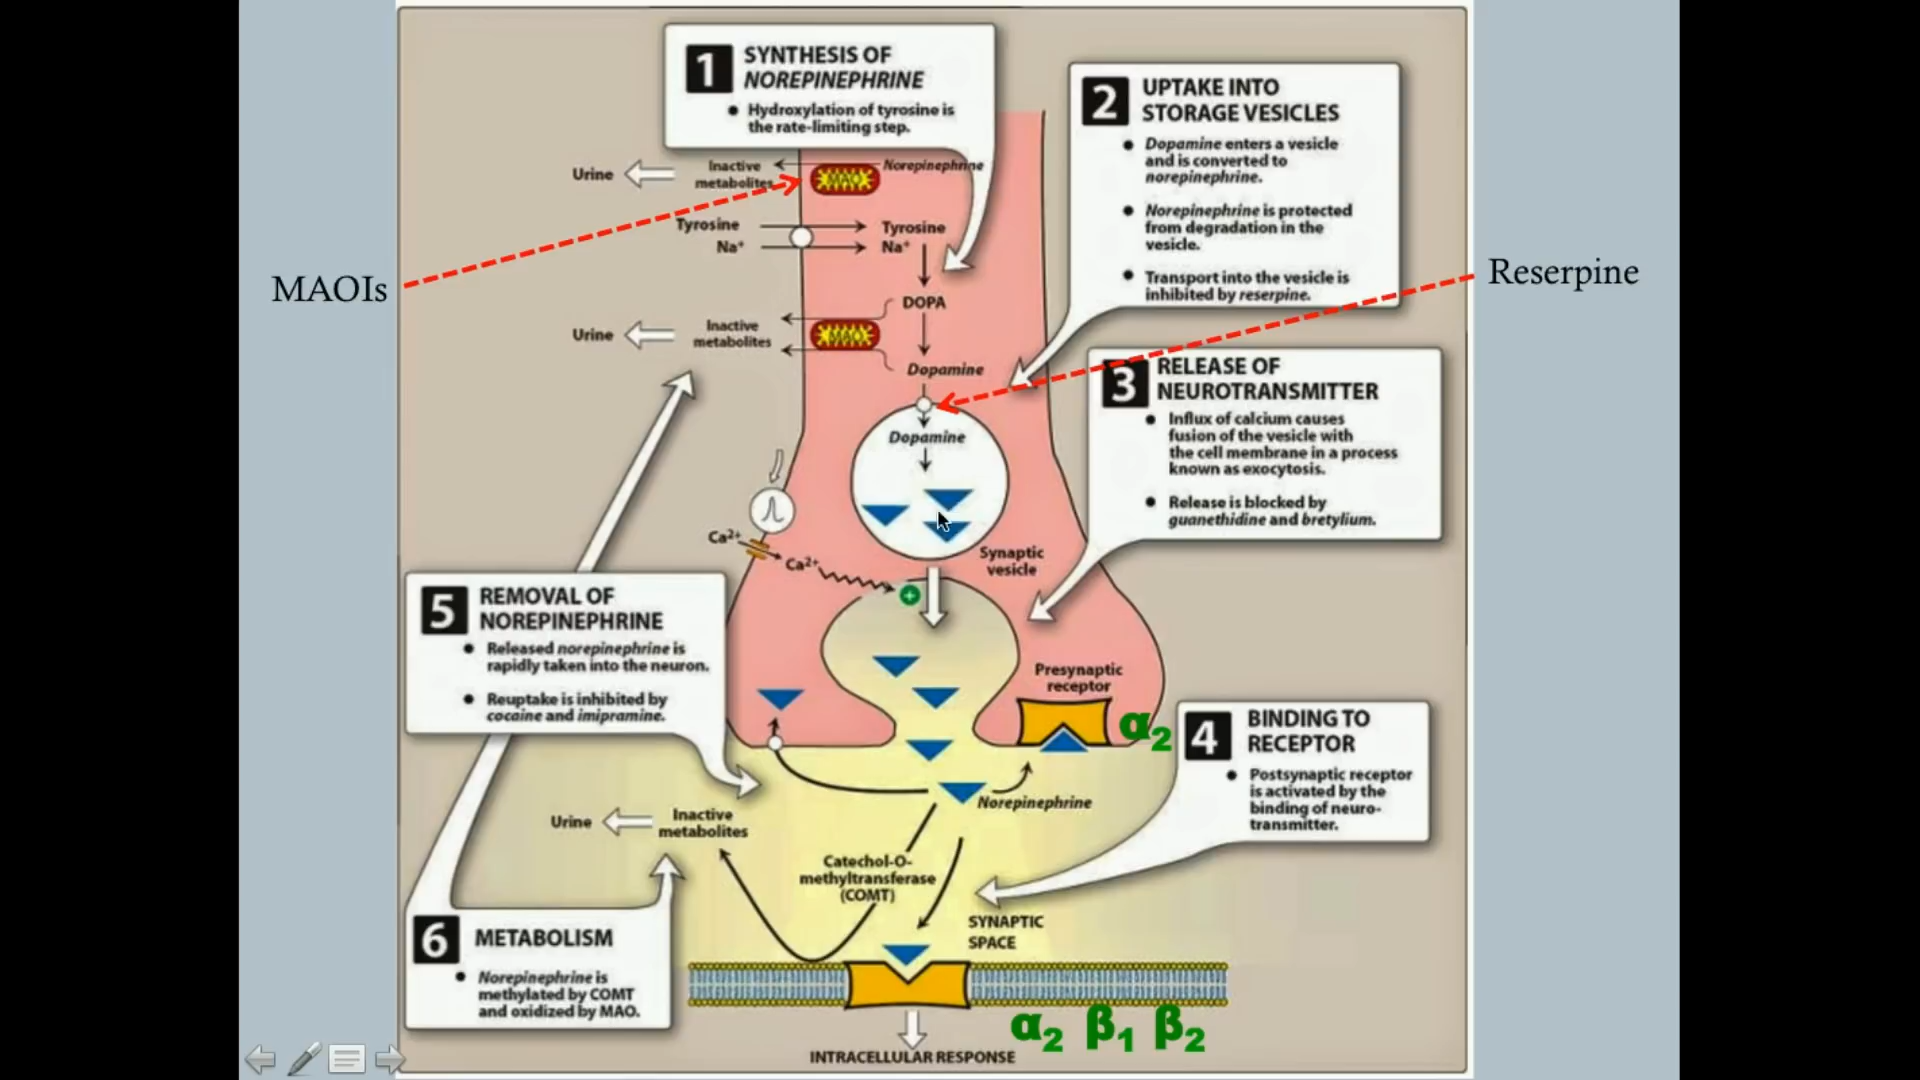 1
SYNTHESIS OF
NOREPINEPHRINE
• Hydroxylation of tyrosine is
the rate-limiting step.
2
UPTAKE INTO
STORAGE VESICLES
• Dopamine enters a vesicle
and is converted to
norepinephrine.
• Norepinephrine is protected
from degradation in the
vesicle.
• Transport into the vesicle is
inhibited by reserpine.
Urine
Inactive
metabolites
MAO
Norepinephrine
Tyrosine
Tyrosine
Na+
Na+
MAOIs
Reserpine
DOPA
Urine
Inactive
metabolites
MAO
Dopamine
3
RELEASE OF
NEUROTRANSMITTER
• Influx of calcium causes
fusion of the vesicle with
the cell membrane in a process
known as exocytosis.
• Release is blocked by
guanethidine and bretylium.
Dopamine
Ca2+
Ca2+
Synaptic
vesicle
+
5
REMOVAL OF
NOREPINEPHRINE
• Released norepinephrine is
rapidly taken into the neuron.
• Reuptake is inhibited by
cocaine and imipramine.
Presynaptic
receptor
α2
4
BINDING TO
RECEPTOR
• Postsynaptic receptor
is activated by the
binding of neuro-
transmitter.
Norepinephrine
Urine
Inactive
metabolites
Catechol-O-
methyltransferase
(COMT)
SYNAPTIC
SPACE
6
METABOLISM
• Norepinephrine is
methylated by COMT
and oxidized by MAO.
α2 β1 β2
INTRACELLULAR RESPONSE